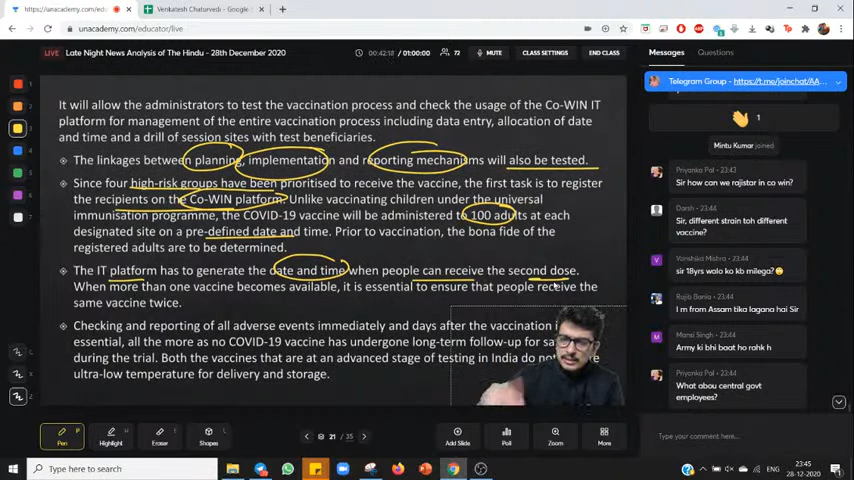 https://unacademy.com/educator/l
Venkatesh Chaturvedi - Google S
unacademy.com/educator/live
LIVE Late Night News Analysis of The Hindu - 28th December 2020
00:42:18 / 01:00:00
72
MUTE
CLASS SETTINGS
END CLASS
Messages
Questions
Telegram Group - https://t.me/joinchat/AA...
1
Mintu Kumar joined
Priyanka Pal • 23:43
Sir how can we rajistar in co win?
Darsh • 23:44
Sir, different strain toh different vaccine?
Vanshika Mishra • 23:44
sir 18yrs walo ko kb milega?
Rajib Bania • 23:44
I m from Assam tika lagana hai Sir
Mansi Singh • 23:44
Army ki bhi baat ho rahk h
Priyanka Pal • 23:44
What abou central govt employees?
Type your comment here...
It will allow the administrators to test the vaccination process and check the usage of the Co-WIN IT
platform for management of the entire vaccination process including data entry, allocation of date
and time and a drill of session sites with test beneficiaries.
The linkages between planning, implementation and reporting mechanisms will also be tested.
Since four high-risk groups have been prioritised to receive the vaccine, the first task is to register
the recipients on the Co-WIN platform. Unlike vaccinating children under the universal
immunisation programme, the COVID-19 vaccine will be administered to 100 adults at each
designated site on a pre-defined date and time. Prior to vaccination, the bona fide of the
registered adults are to be determined.
The IT platform has to generate the date and time when people can receive the second dose.
When more than one vaccine becomes available, it is essential to ensure that people receive the
same vaccine twice.
Checking and reporting of all adverse events immediately and days after the vaccination i
essential, all the more as no COVID-19 vaccine has undergone long-term follow-up for sa
during the trial. Both the vaccines that are at an advanced stage of testing in India do no
ultra-low temperature for delivery and storage.
Pen
Highlight
Eraser
Shapes
21 / 35
Add Slide
Poll
Zoom
More
Type here to search
ENG
23:45
28-12-2020